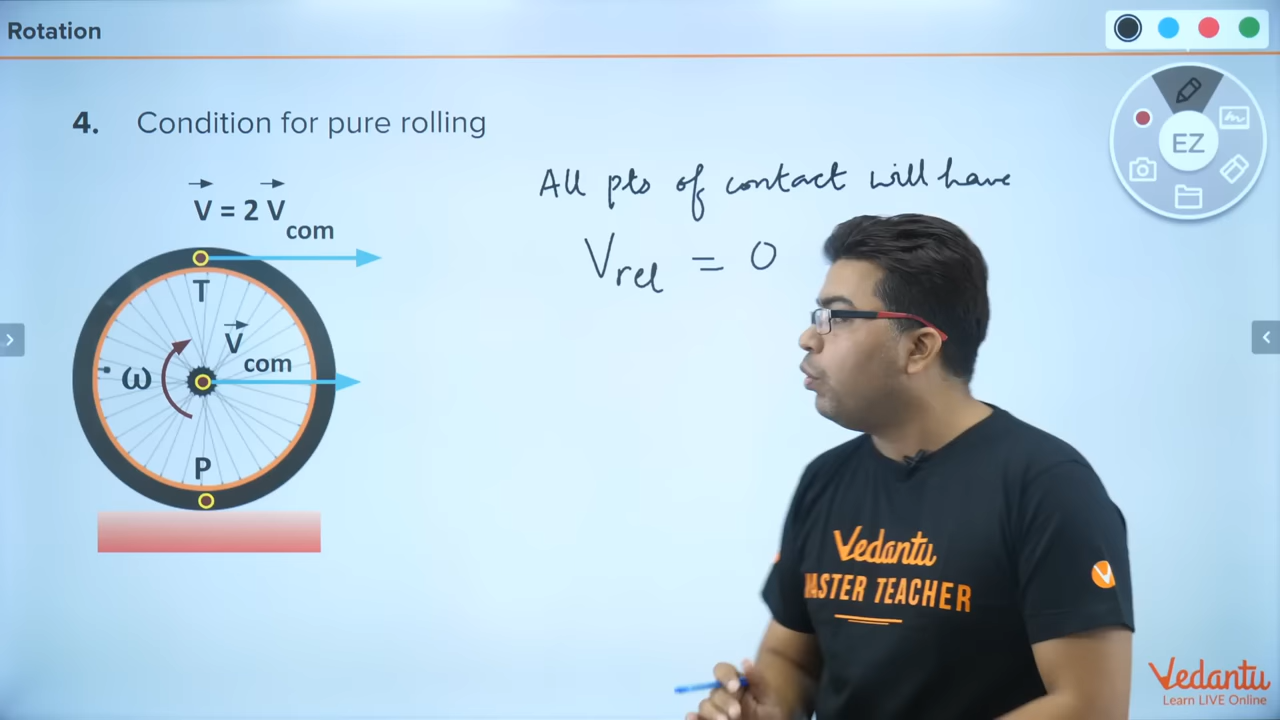 Rotation
4. Condition for pure rolling
V = 2 V com
T
V com
ω
P
All pts of contact will have
Vrel = 0
EZ
Vedantu
MASTER TEACHER
V
Vedantu
Learn LIVE Online